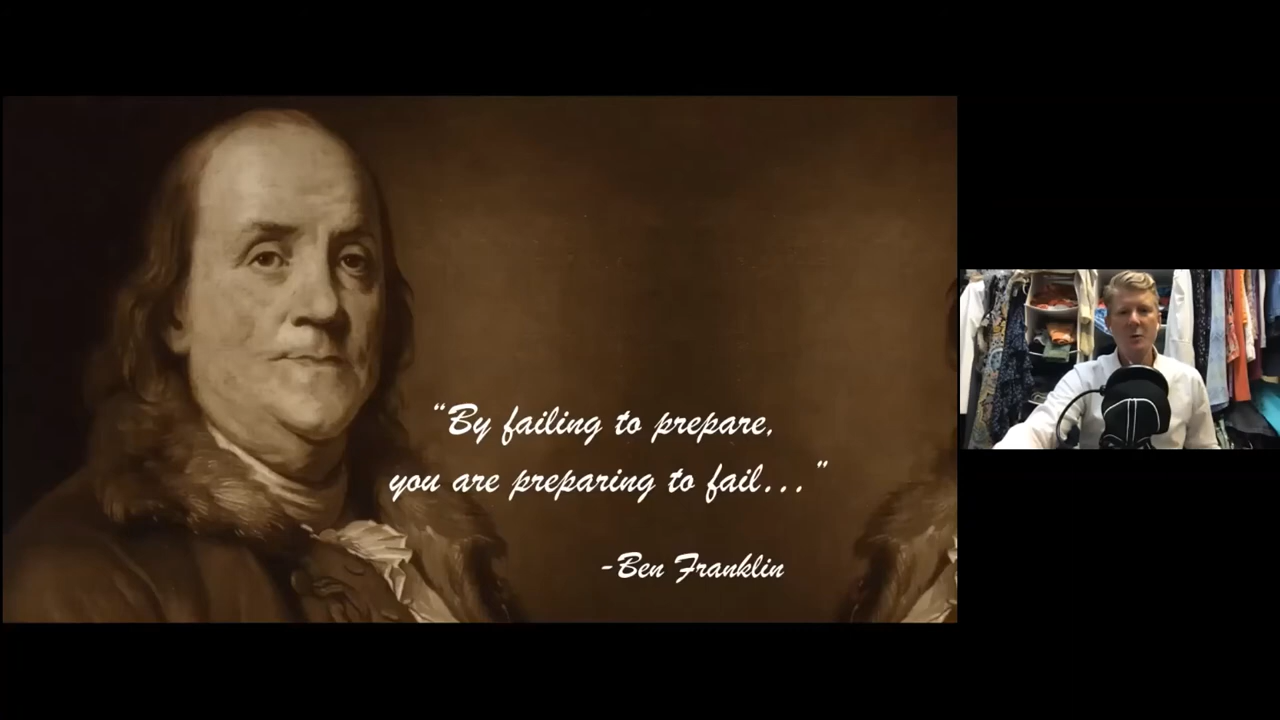 “By failing to prepare,
you are preparing to fail...”
-Ben Franklin